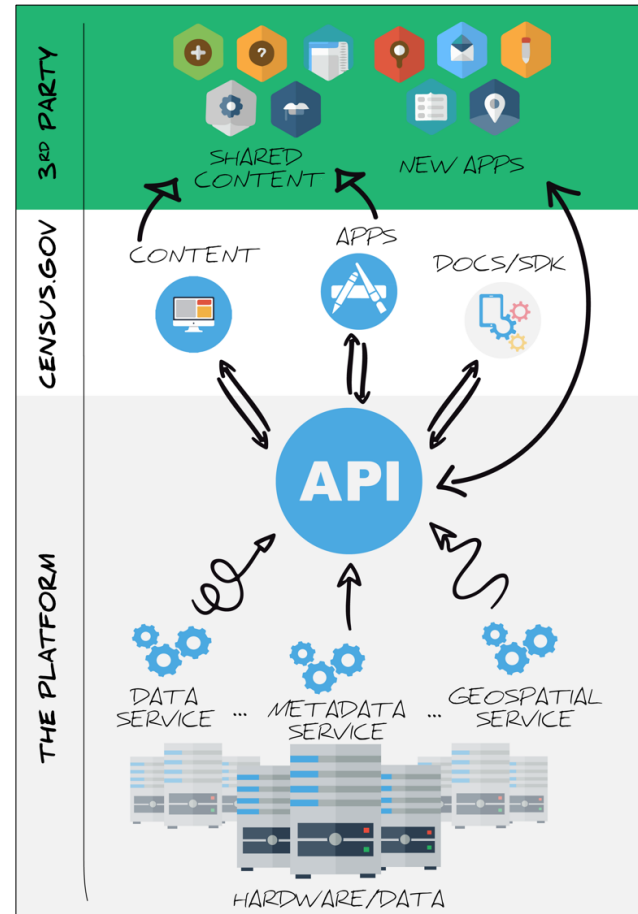 3RD PARTY
SHARED
CONTENT
NEW APPS
CENSUS.GOV
CONTENT
APPS
DOCS/SDK
THE PLATFORM
API
DATA
SERVICE
...
METADATA
SERVICE
...
GEOSPATIAL
SERVICE
HARDWARE/DATA